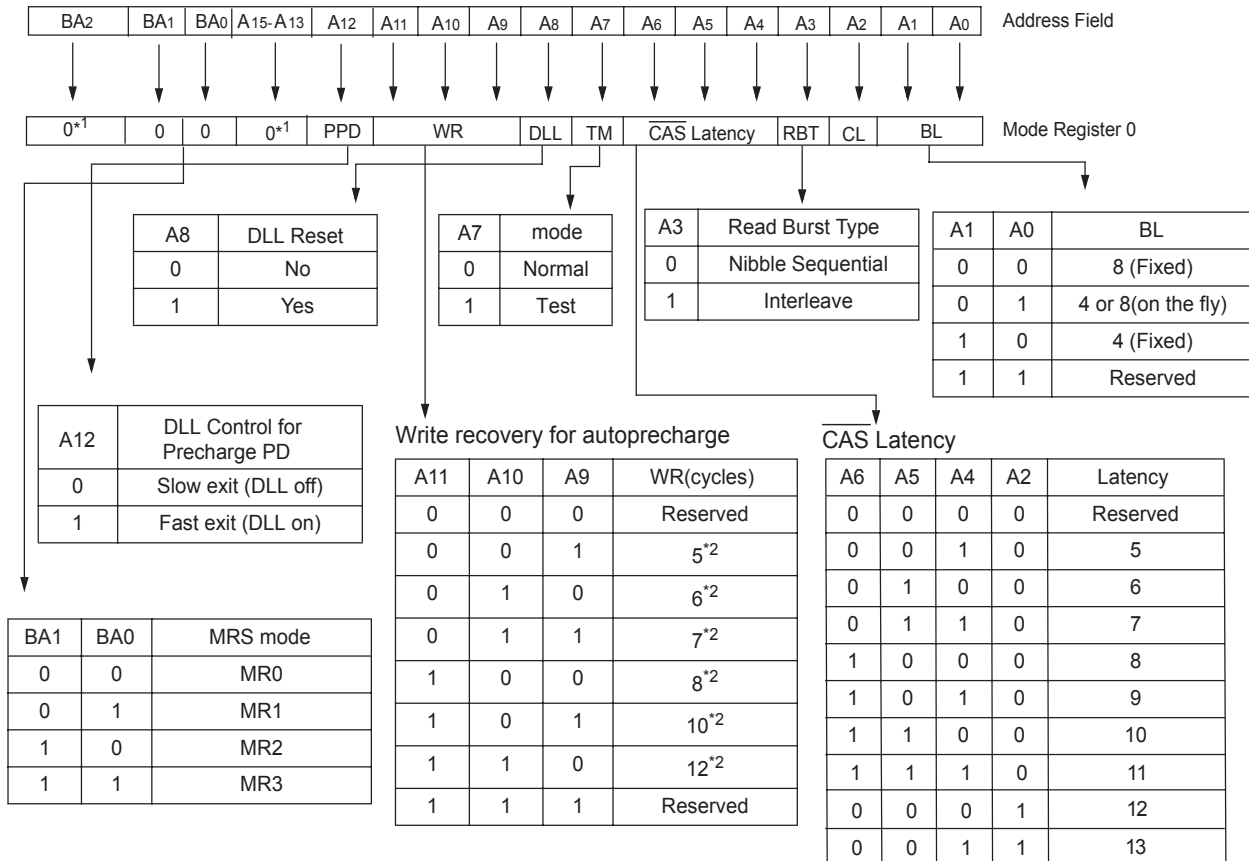 BA2 BA1 BA0 A15-A13 A12 A11 A10 A9 A8 A7 A6 A5 A4 A3 A2 A1 A0 Address Field
0*1 0 0 0*1 PPD WR DLL TM CAS Latency RBT CL BL Mode Register 0
A8 DLL Reset
0 No
1 Yes
A7 mode
0 Normal
1 Test
A3 Read Burst Type
0 Nibble Sequential
1 Interleave
A1 A0 BL
0 0 8 (Fixed)
0 1 4 or 8(on the fly)
1 0 4 (Fixed)
1 1 Reserved
A12 DLL Control for
Precharge PD
0 Slow exit (DLL off)
1 Fast exit (DLL on)
BA1 BA0 MRS mode
0 0 MR0
0 1 MR1
1 0 MR2
1 1 MR3
Write recovery for autoprecharge
A11 A10 A9 WR(cycles)
0 0 0 Reserved
0 0 1 5*2
0 1 0 6*2
0 1 1 7*2
1 0 0 8*2
1 0 1 10*2
1 1 0 12*2
1 1 1 Reserved
CAS Latency
A6 A5 A4 A2 Latency
0 0 0 0 Reserved
0 0 1 0 5
0 1 0 0 6
0 1 1 0 7
1 0 0 0 8
1 0 1 0 9
1 1 0 0 10
1 1 1 0 11
0 0 0 1 12
0 0 1 1 13